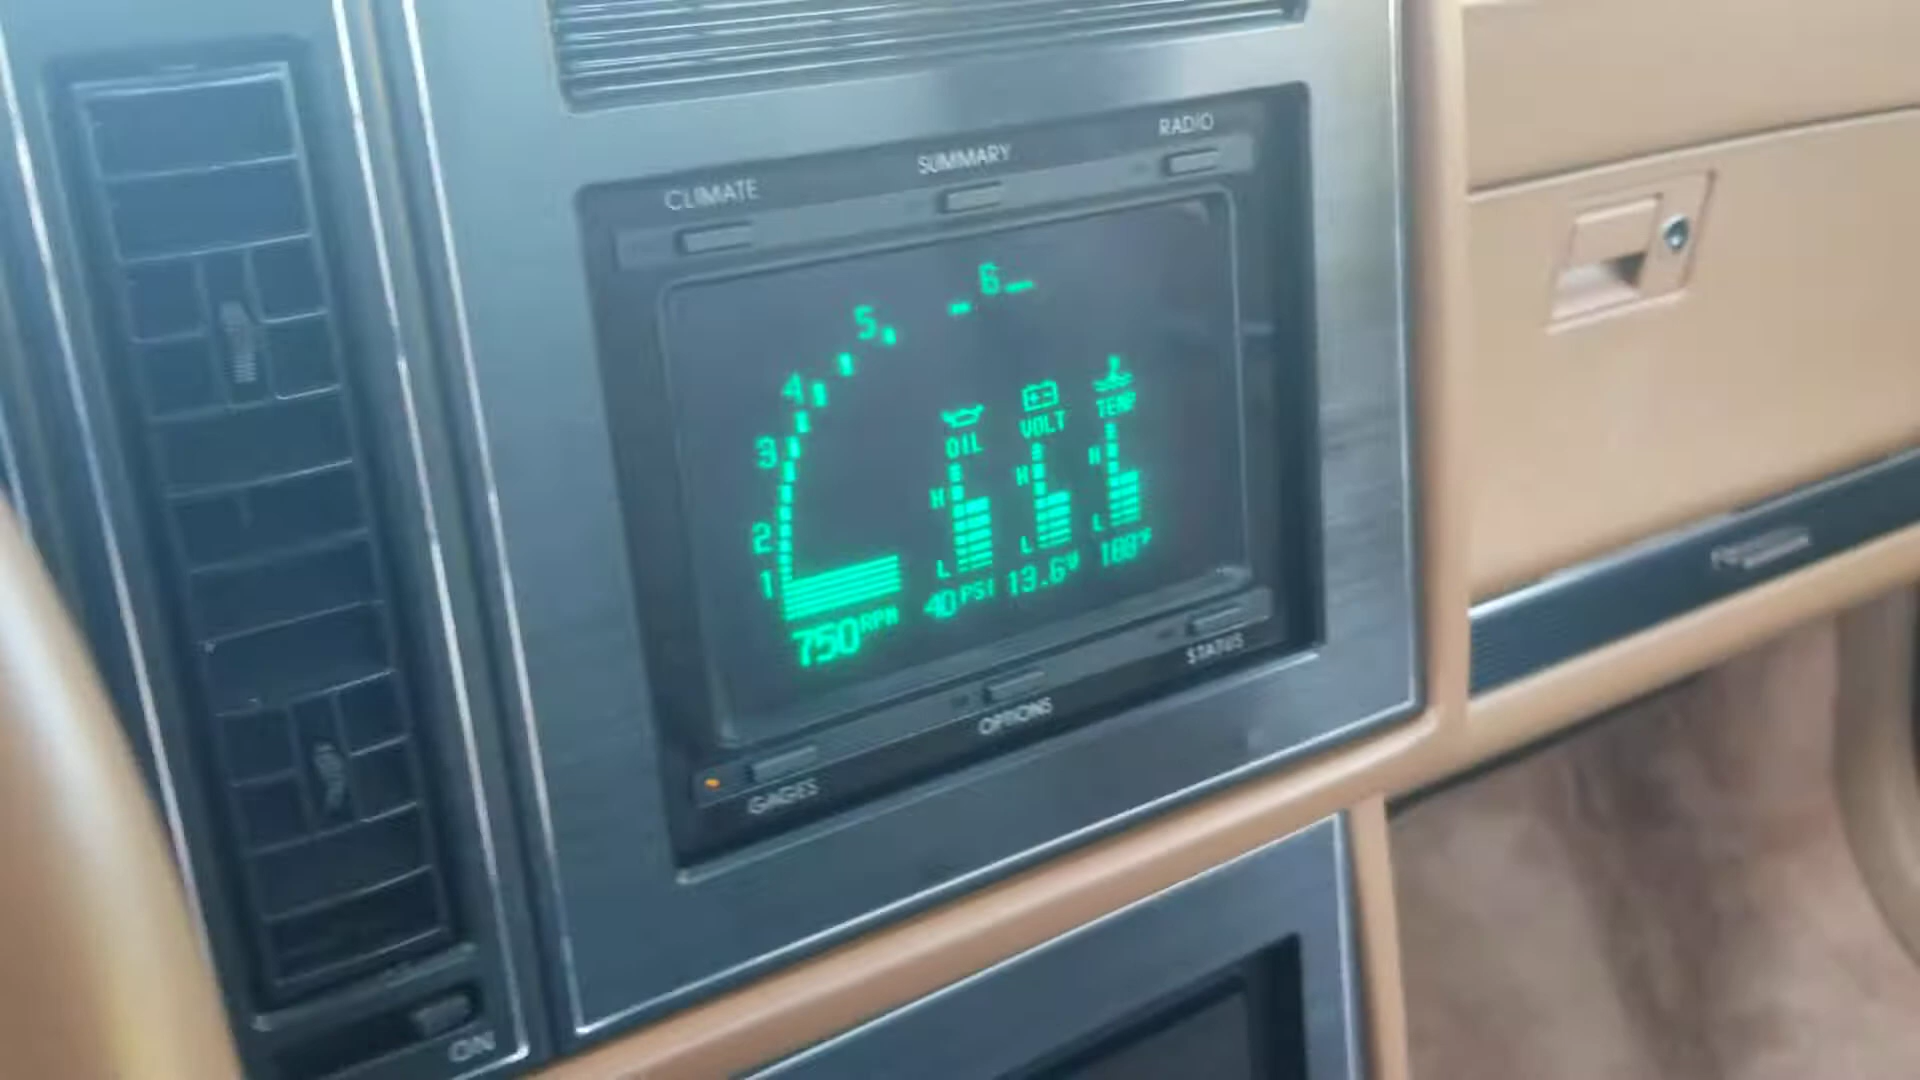 CLIMATE
SUMMARY
RADIO
6
5
4
3
2
1
OIL
VOLT
TEMP
H
H
H
L
L
L
750 RPM
40 PSI
13.6V
GAGES
OPTIONS
STATUS
ON